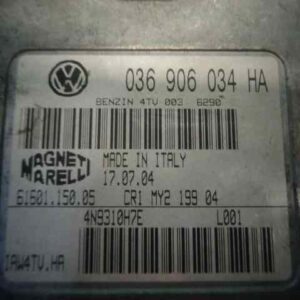 036 906 034 HA
BENZIN 4TV 003 6290
MAGNETI MARELLI
MADE IN ITALY
17.07.04
61601.150.05 CR1 MY2 199 04
4N9310H7E L001
IAW4TV.HA